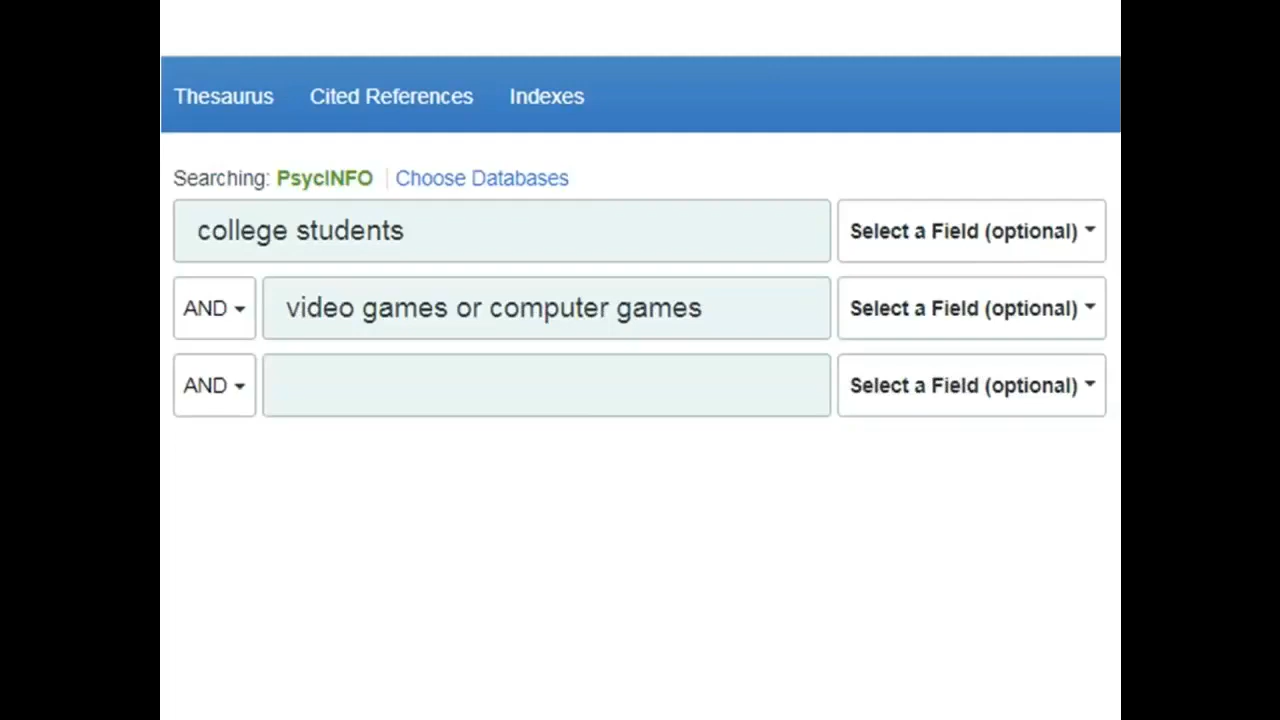 Thesaurus Cited References Indexes
Searching: PsycINFO Choose Databases
college students Select a Field (optional)
AND video games or computer games Select a Field (optional)
AND Select a Field (optional)